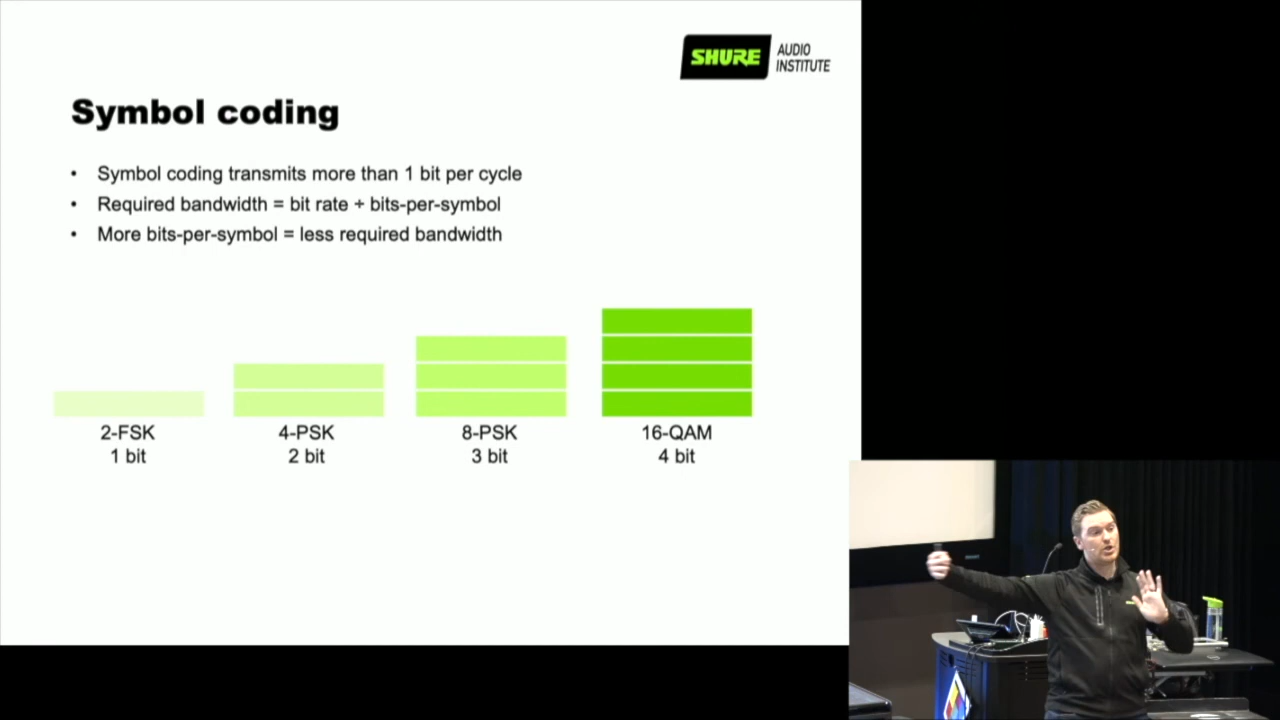 SHURE
AUDIO
INSTITUTE
Symbol coding
• Symbol coding transmits more than 1 bit per cycle
• Required bandwidth = bit rate ÷ bits-per-symbol
• More bits-per-symbol = less required bandwidth
2-FSK 4-PSK 8-PSK 16-QAM
1 bit 2 bit 3 bit 4 bit